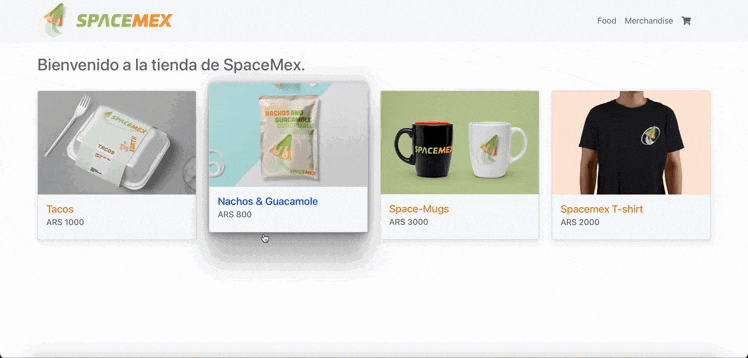 SPACEMEX
Food Merchandise
Bienvenido a la tienda de SpaceMex.
SPACEMEX
TACOS
NACHOS AND
GUACAMOLE
SPACEMEX
SPACEMEX
Tacos
ARS 1000
Nachos & Guacamole
ARS 800
Space-Mugs
ARS 3000
Spacemex T-shirt
ARS 2000